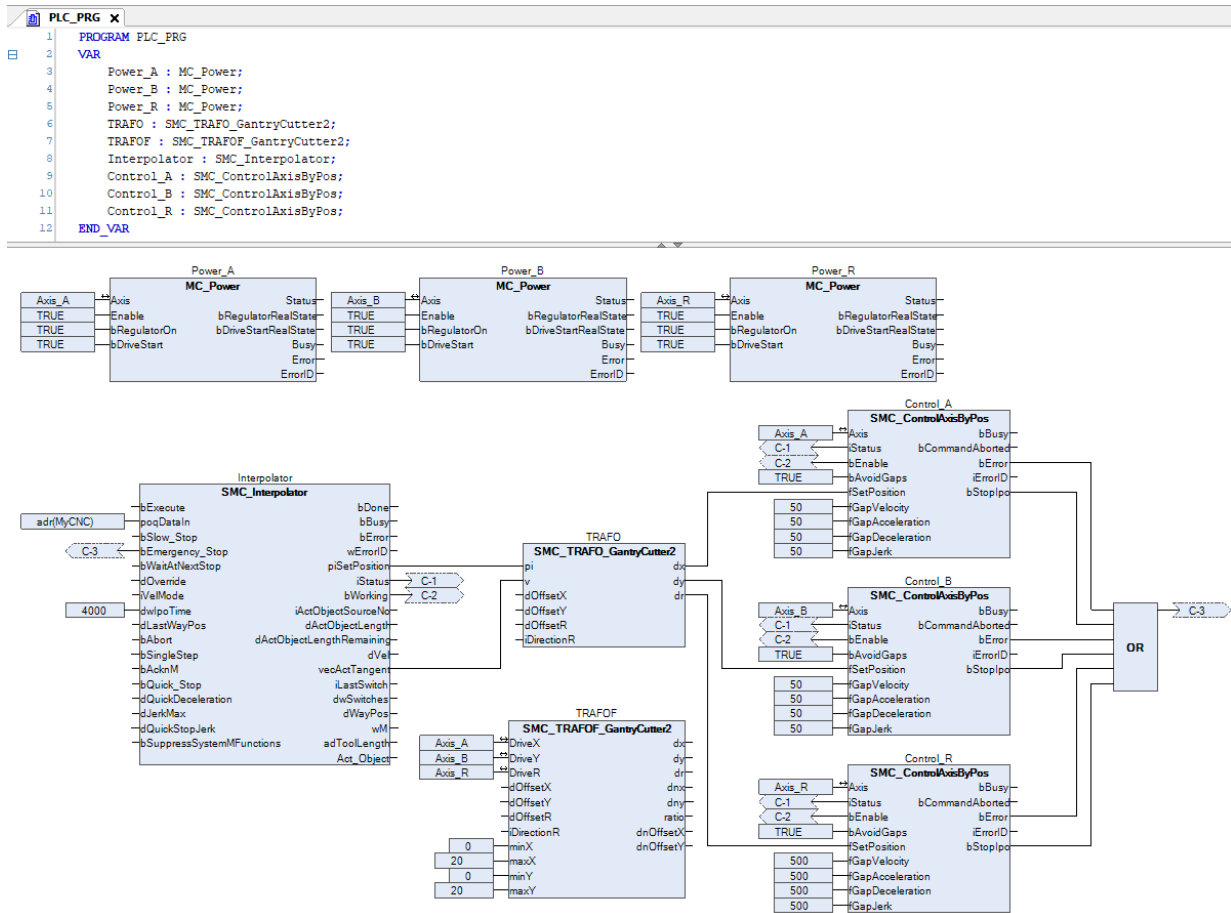 PLC_PRG
1 PROGRAM PLC_PRG
2 VAR
3 Power_A : MC_Power;
4 Power_B : MC_Power;
5 Power_R : MC_Power;
6 TRAFO : SMC_TRAFO_GantryCutter2;
7 TRAFOF : SMC_TRAFOF_GantryCutter2;
8 Interpolator : SMC_Interpolator;
9 Control_A : SMC_ControlAxisByPos;
10 Control_B : SMC_ControlAxisByPos;
11 Control_R : SMC_ControlAxisByPos;
12 END_VAR
Power_A
MC_Power
Axis_A Axis Status
TRUE Enable bRegulatorRealState
TRUE bRegulatorOn bDriveStartRealState
TRUE bDriveStart Busy
Error
ErrorID
Power_B
MC_Power
Axis_B Axis Status
TRUE Enable bRegulatorRealState
TRUE bRegulatorOn bDriveStartRealState
TRUE bDriveStart Busy
Error
ErrorID
Power_R
MC_Power
Axis_R Axis Status
TRUE Enable bRegulatorRealState
TRUE bRegulatorOn bDriveStartRealState
TRUE bDriveStart Busy
Error
ErrorID
Interpolator
SMC_Interpolator
bExecute bDone
adr(MyCNC) poqDataIn bBusy
bSlow_Stop bError
C-3 bEmergency_Stop wErrorID
bWaitAtNextStop piSetPosition
dOverride iStatus C-1
iVelMode bWorking C-2
4000 dwIpoTime iActObjectSourceNo
dLastWayPos dActObjectLength
bAbort dActObjectLengthRemaining
bSingleStep dVel
bAcknM vecActTangent
bQuick_Stop iLastSwitch
dQuickDeceleration dwSwitches
dJerkMax dWayPos
dQuickStopJerk wM
bSuppressSystemMFunctions adToolLength
Act_Object
TRAFO
SMC_TRAFO_GantryCutter2
pi dx
v dy
dOffsetX dr
dOffsetY
dOffsetR
iDirectionR
TRAFOF
SMC_TRAFOF_GantryCutter2
Axis_A DriveX dx
Axis_B DriveY dy
Axis_R DriveR dr
dOffsetX dnx
dOffsetY dny
dOffsetR ratio
iDirectionR dnOffsetX
0 minX dnOffsetY
20 maxX
0 minY
20 maxY
Control_A
SMC_ControlAxisByPos
Axis_A Axis bBusy
C-1 iStatus bCommandAborted
C-2 bEnable bError
TRUE bAvoidGaps iErrorID
fSetPosition bStopIpo
50 fGapVelocity
50 fGapAcceleration
50 fGapDeceleration
50 fGapJerk
Control_B
SMC_ControlAxisByPos
Axis_B Axis bBusy
C-1 iStatus bCommandAborted
C-2 bEnable bError
TRUE bAvoidGaps iErrorID
fSetPosition bStopIpo
50 fGapVelocity
50 fGapAcceleration
50 fGapDeceleration
50 fGapJerk
Control_R
SMC_ControlAxisByPos
Axis_R Axis bBusy
C-1 iStatus bCommandAborted
C-2 bEnable bError
TRUE bAvoidGaps iErrorID
fSetPosition bStopIpo
500 fGapVelocity
500 fGapAcceleration
500 fGapDeceleration
500 fGapJerk
OR
C-3